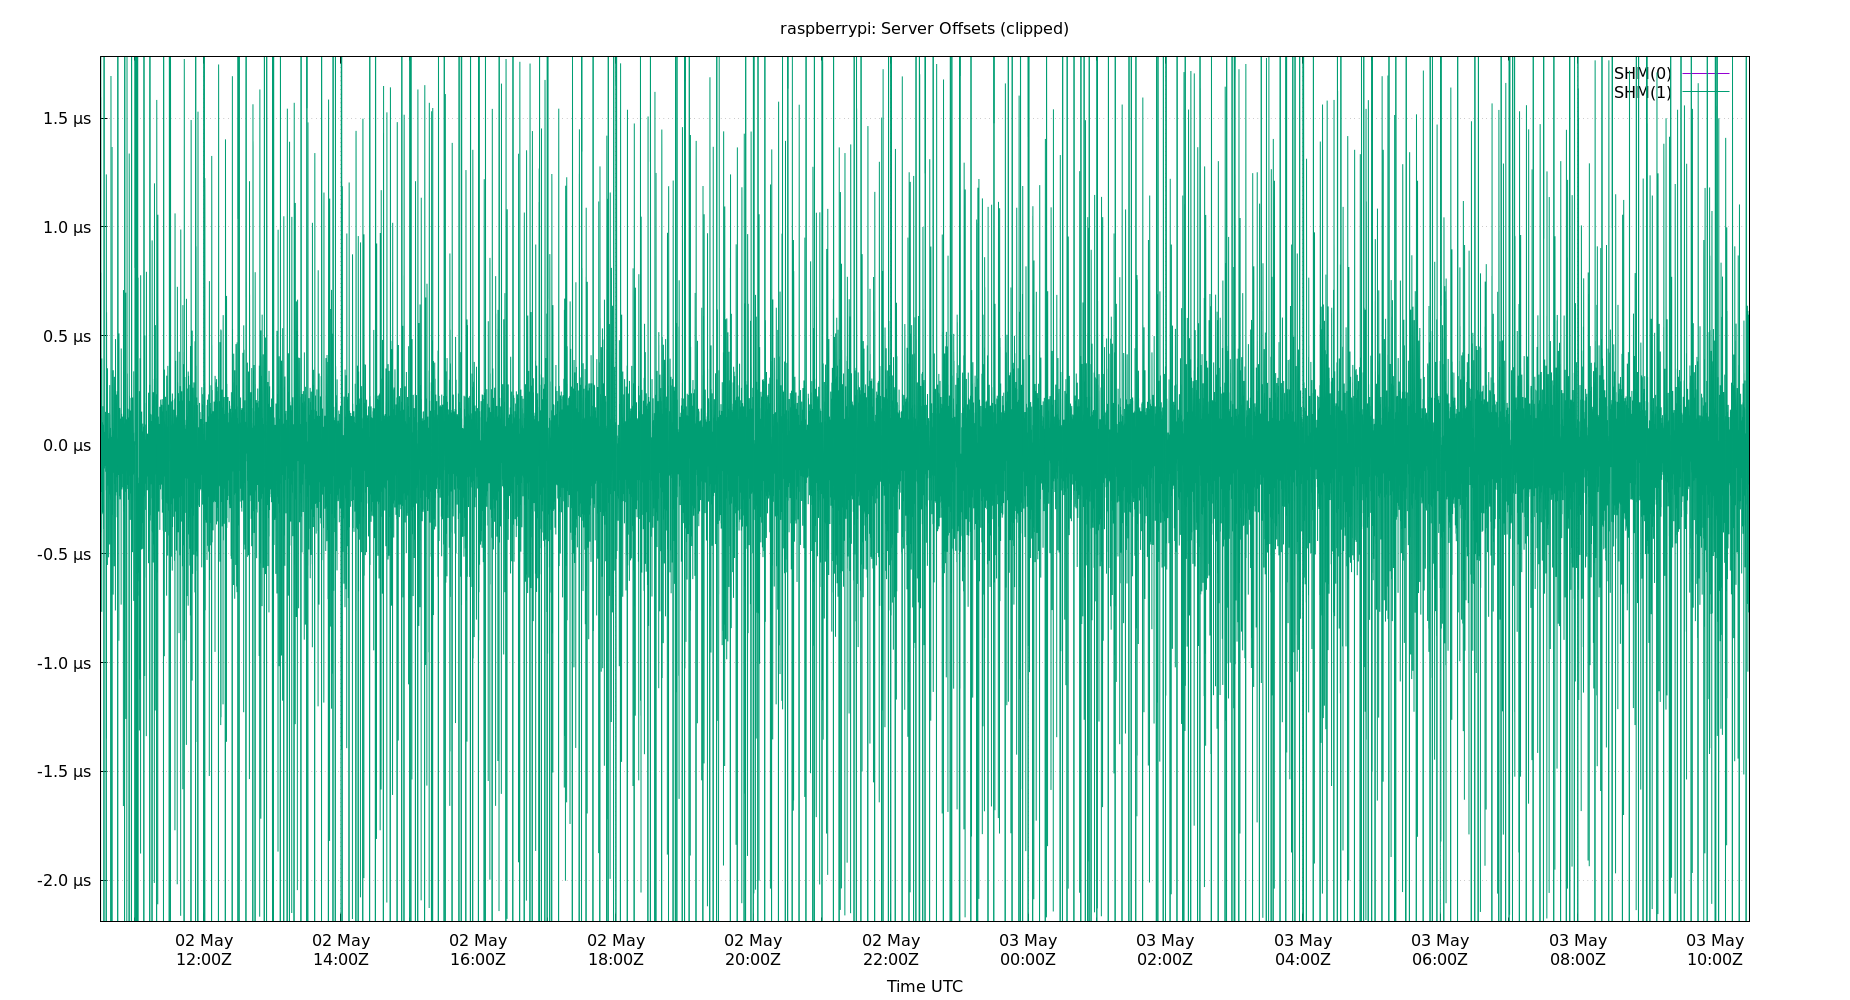 raspberrypi: Server Offsets (clipped)
SHM(0)
SHM(1)
1.5 µs
1.0 µs
0.5 µs
0.0 µs
-0.5 µs
-1.0 µs
-1.5 µs
-2.0 µs
02 May 02 May 02 May 02 May 02 May 02 May 03 May 03 May 03 May 03 May 03 May 03 May
12:00Z 14:00Z 16:00Z 18:00Z 20:00Z 22:00Z 00:00Z 02:00Z 04:00Z 06:00Z 08:00Z 10:00Z
Time UTC